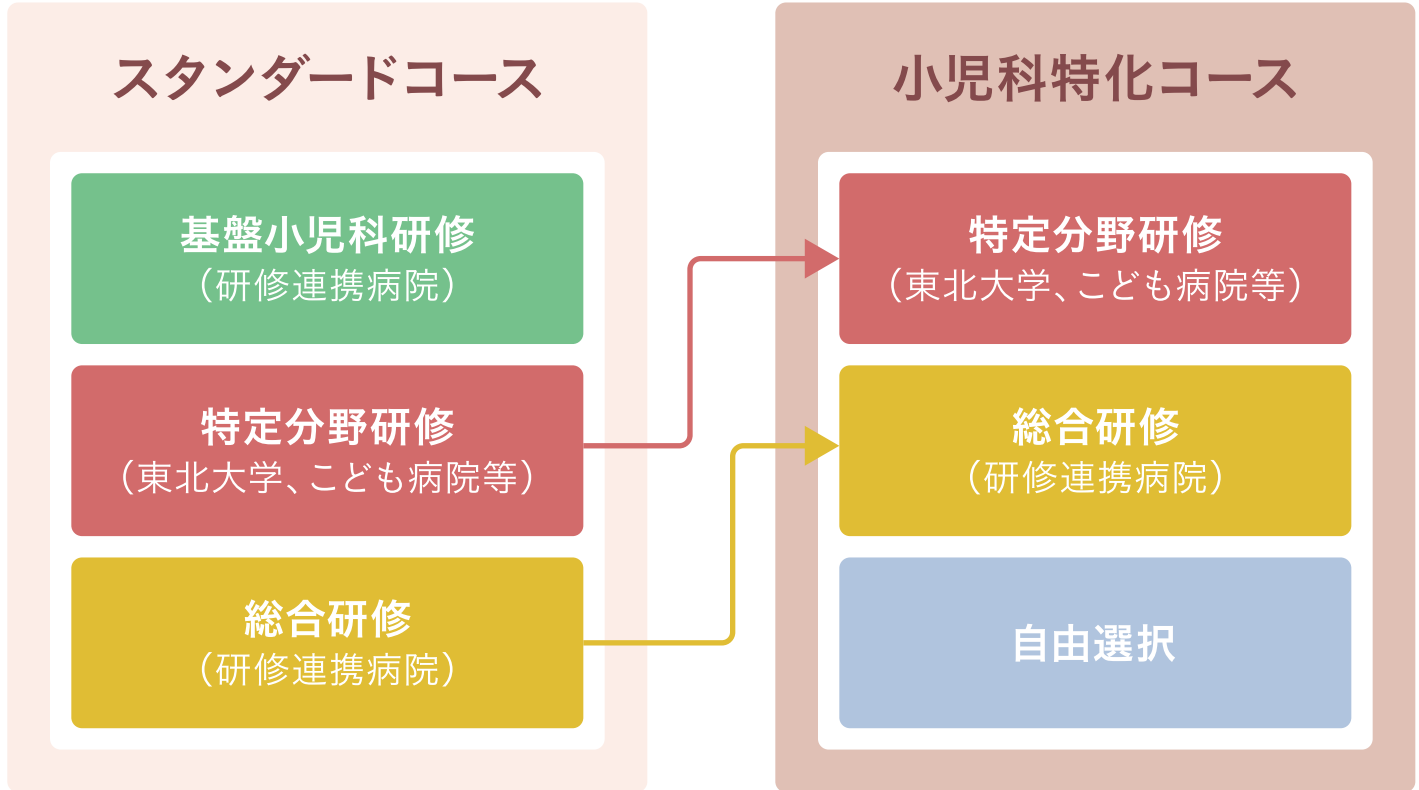 スタンダードコース
基盤小児科研修
（研修連携病院）
特定分野研修
（東北大学、こども病院等）
総合研修
（研修連携病院）
小児科特化コース
特定分野研修
（東北大学、こども病院等）
総合研修
（研修連携病院）
自由選択